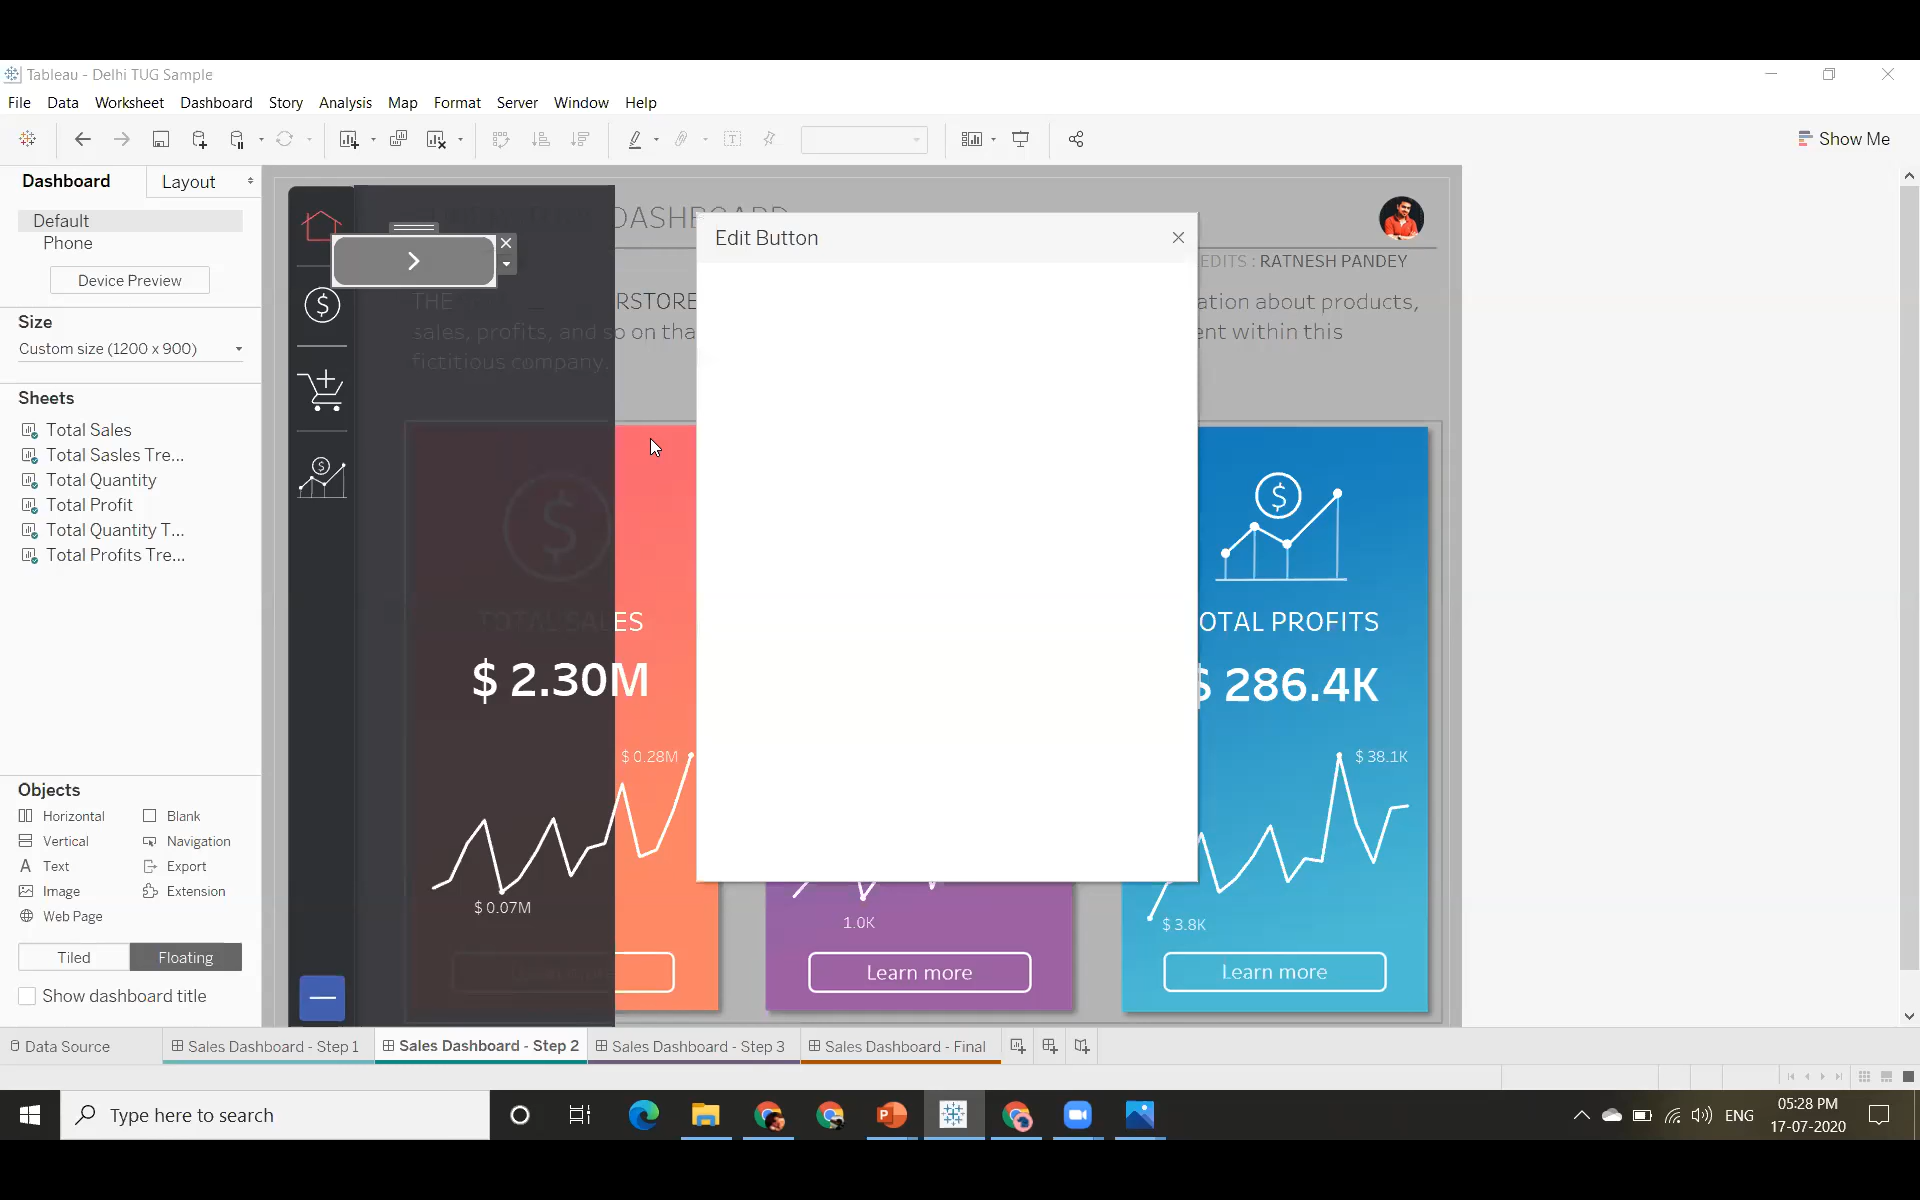 Tableau - Delhi TUG Sample
File Data Worksheet Dashboard Story Analysis Map Format Server Window Help
Show Me
Dashboard Layout
Default
Phone
Device Preview
Size
Custom size (1200 x 900)
Sheets
Total Sales
Total Sasles Tre...
Total Quantity
Total Profit
Total Quantity T...
Total Profits Tre...
Objects
Horizontal Blank
Vertical Navigation
Text Export
Image Extension
Web Page
Tiled Floating
Show dashboard title
DASHBOARD
Edit Button
EDITS : RATNESH PANDEY
THE RSTORE ation about products,
sales, profits, and so on tha ent within this
fictitious company.
TOTAL SALES
$ 2.30M
$ 0.28M
$ 0.07M
1.0K
Learn more
OTAL PROFITS
$ 286.4K
$ 38.1K
$ 3.8K
Learn more
Data Source Sales Dashboard - Step 1 Sales Dashboard - Step 2 Sales Dashboard - Step 3 Sales Dashboard - Final
Type here to search
ENG
05:28 PM
17-07-2020